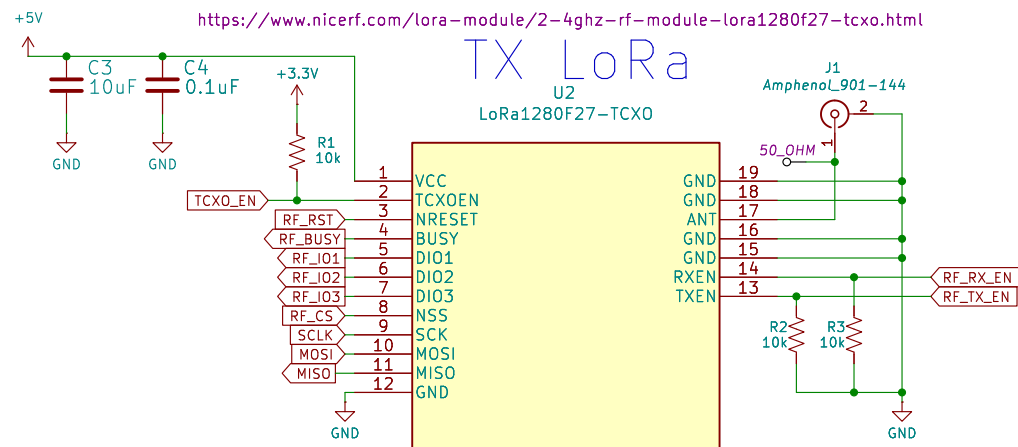 https://www.nicerf.com/lora-module/2-4ghz-rf-module-lora1280f27-tcxo.html
+5V
TX LoRa
C3
10uF
C4
0.1uF
+3.3V
U2
LoRa1280F27-TCXO
J1
Amphenol_901-144
2
1
50_OHM
R1
10k
GND
GND
TCXO_EN
RF_RST
RF_BUSY
RF_IO1
RF_IO2
RF_IO3
RF_CS
SCLK
MOSI
MISO
1 VCC
2 TCXOEN
3 NRESET
4 BUSY
5 DIO1
6 DIO2
7 DIO3
8 NSS
9 SCK
10 MOSI
11 MISO
12 GND
GND
GND 19
GND 18
ANT 17
GND 16
GND 15
RXEN 14
TXEN 13
RF_RX_EN
RF_TX_EN
R2
10k
R3
10k
GND